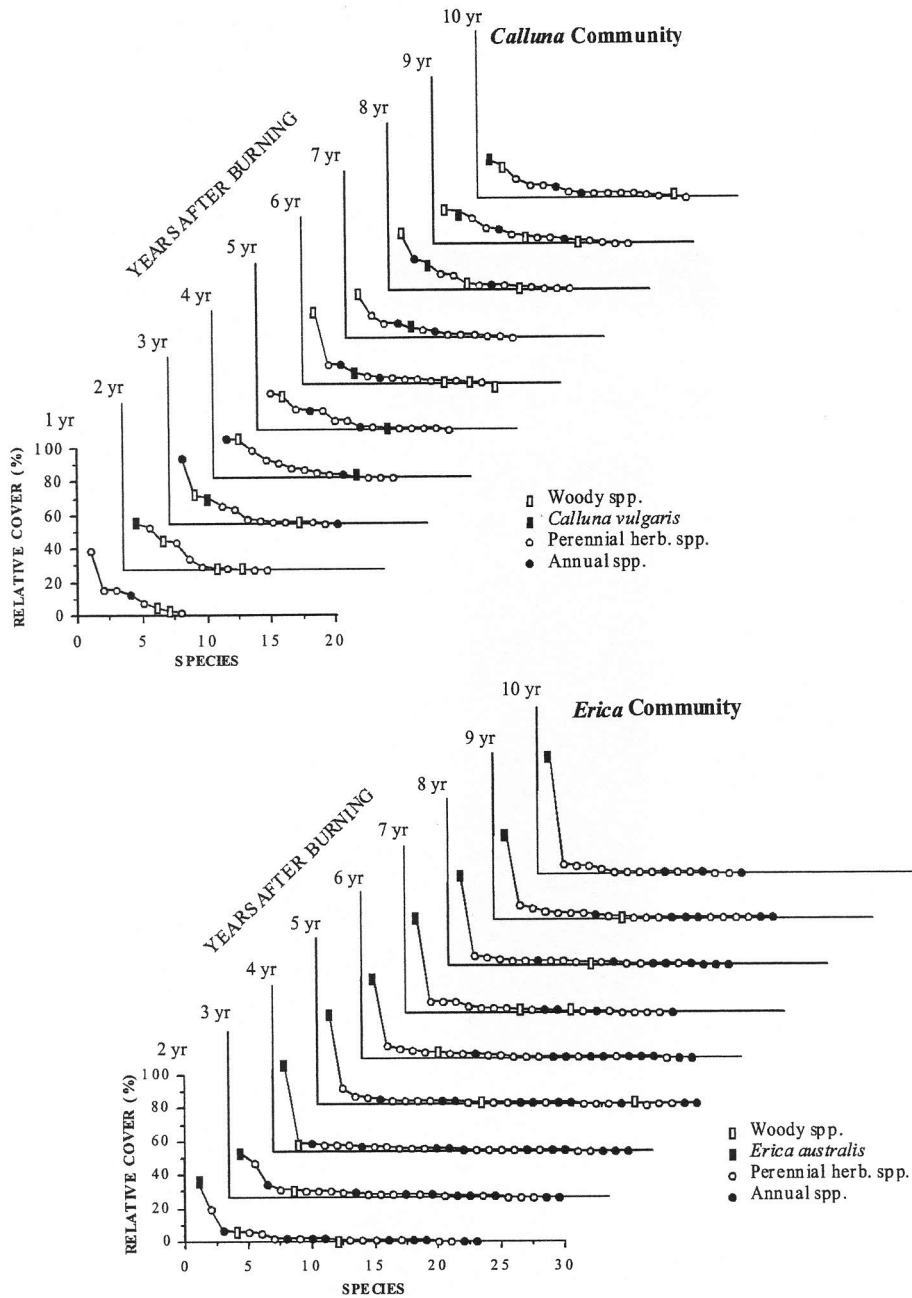 10 yr
Calluna Community
9 yr
8 yr
7 yr
6 yr
5 yr
4 yr
3 yr
2 yr
1 yr
YEARS AFTER BURNING
RELATIVE COVER (%)
100
80
60
40
20
0
0 5 10 15 20
SPECIES
Woody spp.
Calluna vulgaris
Perennial herb. spp.
Annual spp.
10 yr
Erica Community
9 yr
8 yr
7 yr
6 yr
5 yr
4 yr
3 yr
2 yr
YEARS AFTER BURNING
RELATIVE COVER (%)
100
80
60
40
20
0
0 5 10 15 20 25 30
SPECIES
Woody spp.
Erica australis
Perennial herb. spp.
Annual spp.